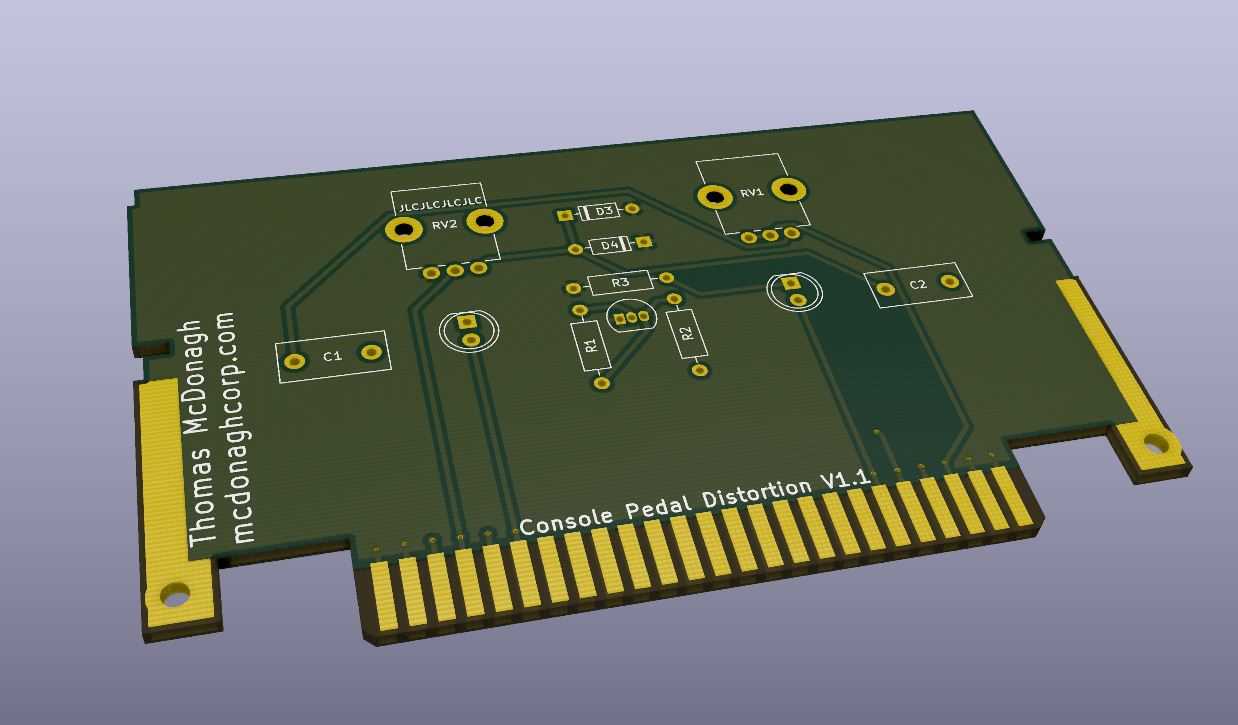 JLCJLCJLCJLC
RV2
RV1
D3
D4
R3
C2
R1
R2
C1
Thomas McDonagh
mcdonaghcorp.com
Console Pedal Distortion V1.1